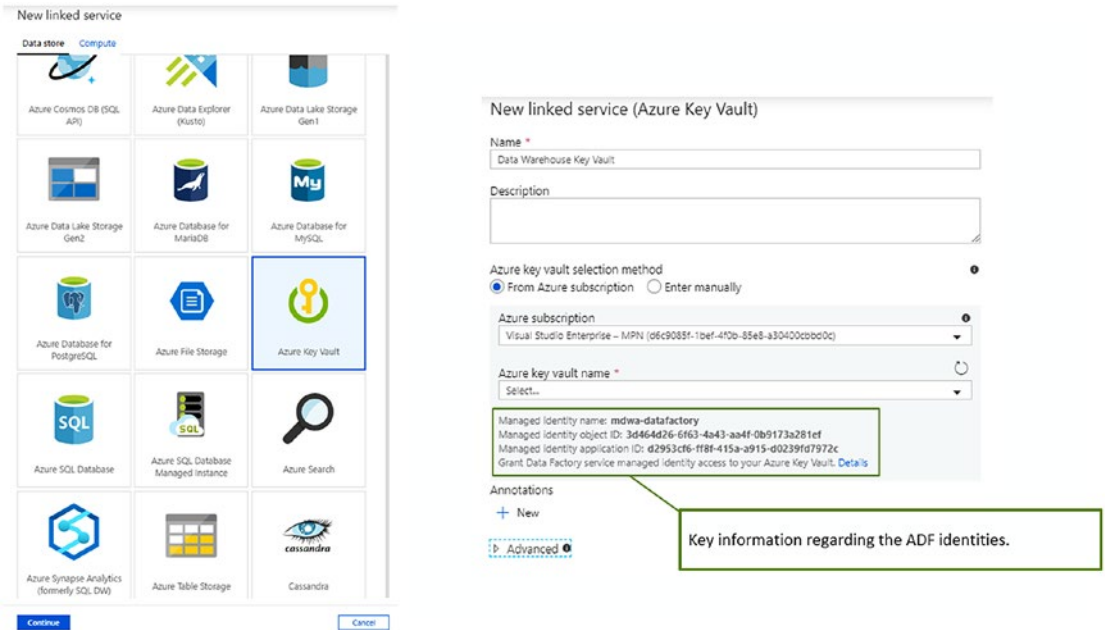 New linked service
Data store Compute
Azure Cosmos DB (SQL
API)
Azure Data Explorer
(Kusto)
Azure Data Lake Storage
Gen1
Azure Data Lake Storage
Gen2
Azure Database for
MariaDB
My
Azure Database for
MySQL
Azure Database for
PostgreSQL
Azure File Storage
Azure Key Vault
SQL
Azure SQL Database
SQL
Azure SQL Database
Managed Instance
Azure Search
Azure Synapse Analytics
(formerly SQL DW)
Azure Table Storage
cassandra
Cassandra
Continue
Cancel
New linked service (Azure Key Vault)
Name *
Data Warehouse Key Vault
Description
Azure key vault selection method
From Azure subscription Enter manually
Azure subscription
Visual Studio Enterprise – MPN (d6c9085f-1bef-4f0b-85e8-a30400cbbd0c)
Azure key vault name *
Select...
Managed identity name: mdwa-datafactory
Managed identity object ID: 3d464d26-6f63-4a43-aa4f-0b9173a281ef
Managed identity application ID: d2953cf6-ff8f-415a-a915-d0239fd7972c
Grant Data Factory service managed identity access to your Azure Key Vault. Details
Annotations
+ New
Advanced
Key information regarding the ADF identities.